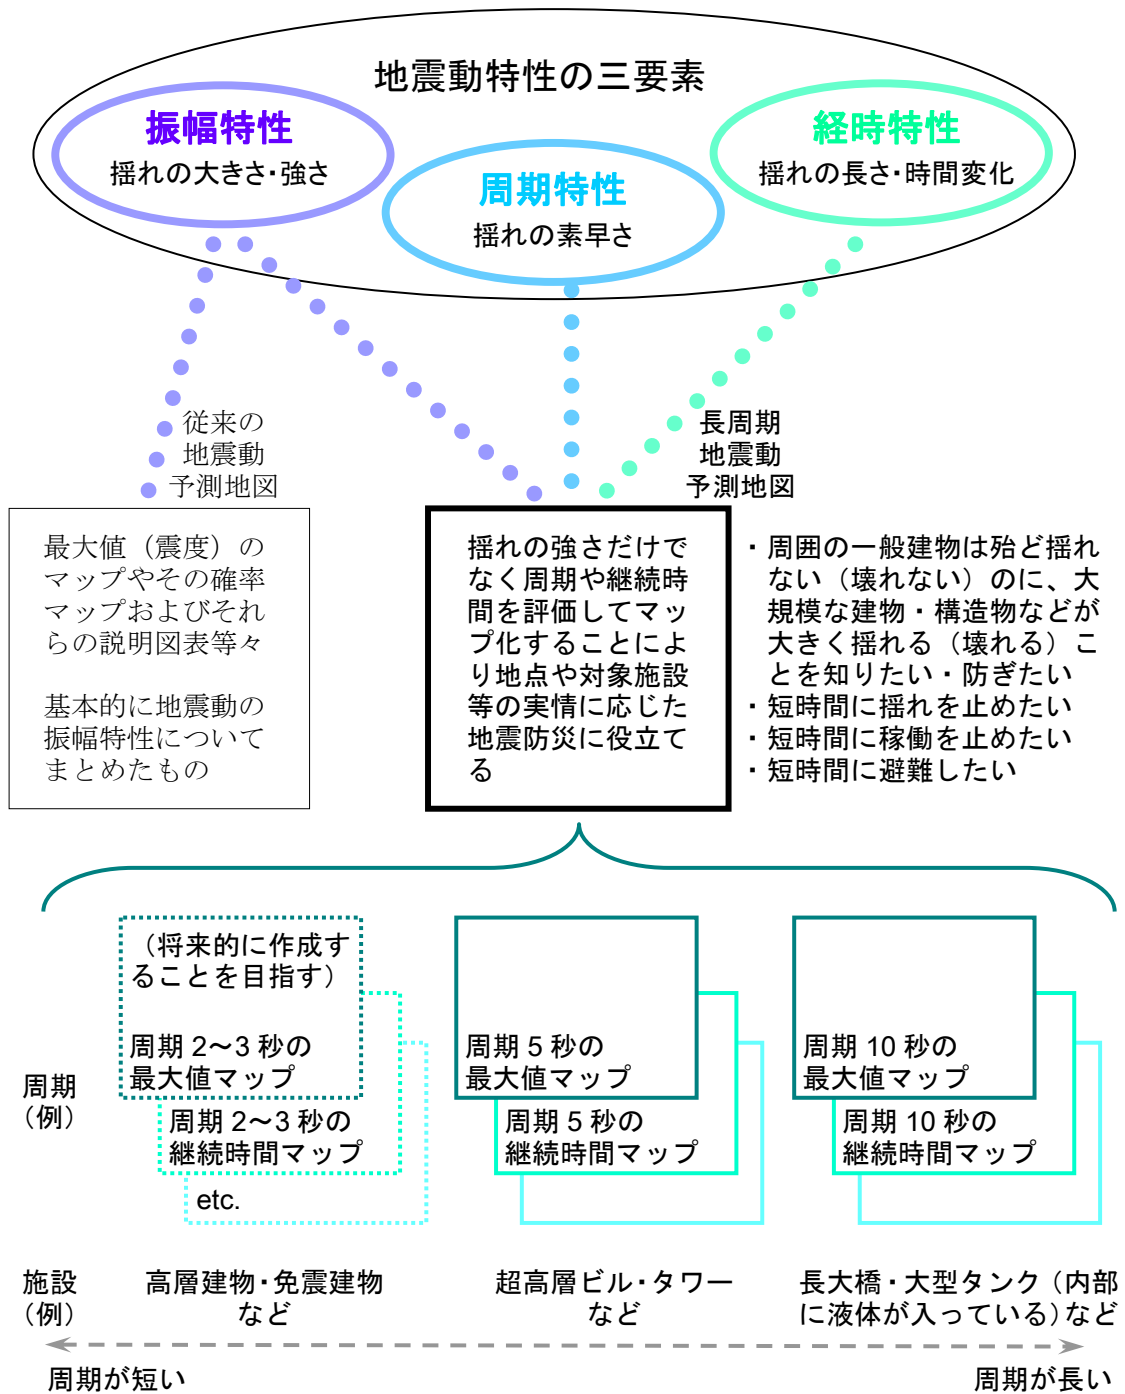 地震動特性の三要素
振幅特性
揺れの大きさ・強さ
周期特性
揺れの素早さ
経時特性
揺れの長さ・時間変化
従来の
地震動
予測地図
長周期
地震動
予測地図
最大値（震度）の
マップやその確率
マップおよびそれ
らの説明図表等々
基本的に地震動の
振幅特性について
まとめたもの
揺れの強さだけで
なく周期や継続時
間を評価してマッ
プ化することによ
り地点や対象施設
等の実情に応じた
地震防災に役立て
る
・周囲の一般建物は殆ど揺れ
ない（壊れない）のに、大
規模な建物・構造物などが
大きく揺れる（壊れる）こ
とを知りたい・防ぎたい
・短時間に揺れを止めたい
・短時間に稼働を止めたい
・短時間に避難したい
周期
（例）
（将来的に作成す
ることを目指す）
周期 2～3 秒の
最大値マップ
周期 2～3 秒の
継続時間マップ
etc.
周期 5 秒の
最大値マップ
周期 5 秒の
継続時間マップ
周期 10 秒の
最大値マップ
周期 10 秒の
継続時間マップ
施設
（例）
高層建物・免震建物
など
超高層ビル・タワー
など
長大橋・大型タンク（内部
に液体が入っている）など
周期が短い
周期が長い